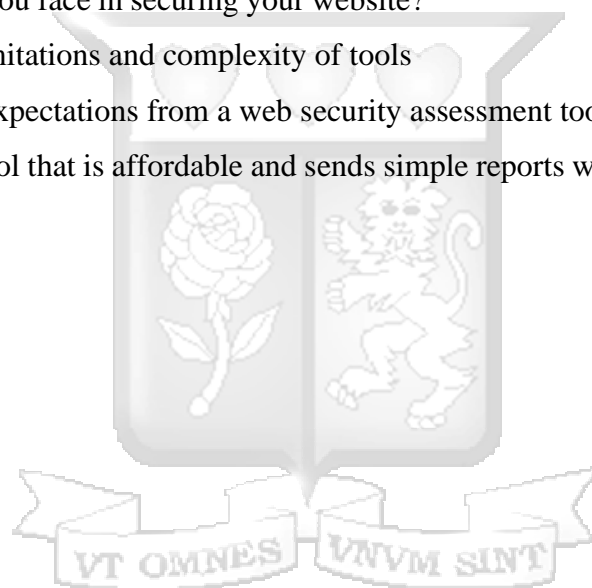 ou face in securing your website?
nitations and complexity of tools
xpectations from a web security assessment too
ol that is affordable and sends simple reports w
VT OMNES VNVM SINT